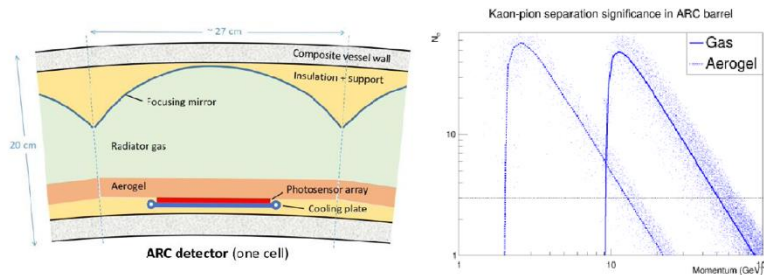 ~ 27 cm
Composite vessel wall
Insulation + support
Focusing mirror
20 cm
Radiator gas
Aerogel
Photosensor array
Cooling plate
ARC detector (one cell)
Kaon-pion separation significance in ARC barrel
Gas
Aerogel
10
1
1
10
Momentum (GeV)